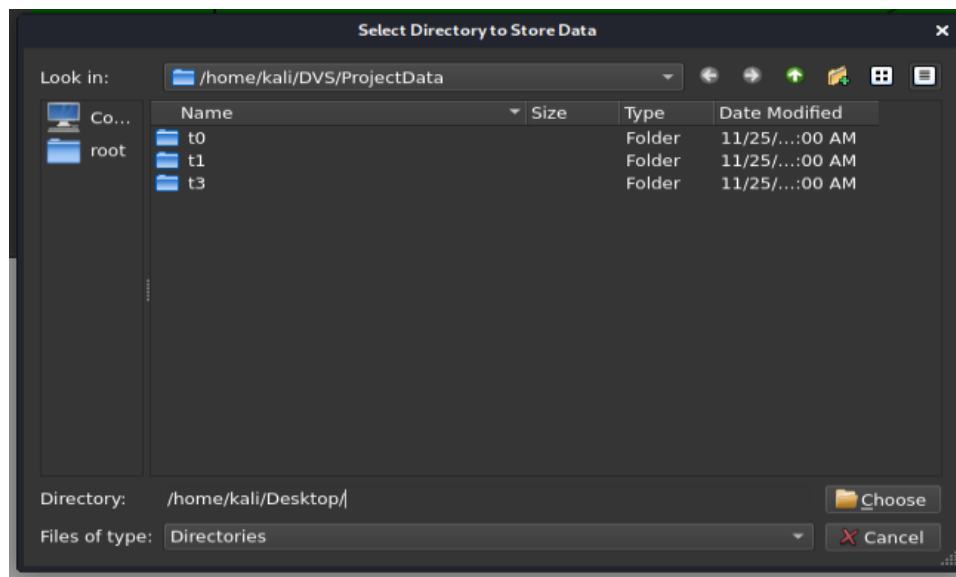 Select Directory to Store Data
Look in: /home/kali/DVS/ProjectData
Co...
root
Name Size Type Date Modified
t0 Folder 11/25/...:00 AM
t1 Folder 11/25/...:00 AM
t3 Folder 11/25/...:00 AM
Directory: /home/kali/Desktop/ Choose
Files of type: Directories Cancel